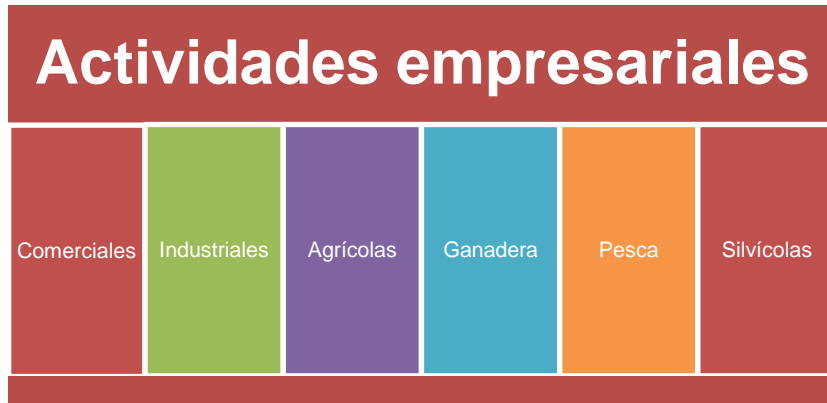 Actividades empresariales
Comerciales
Industriales
Agrícolas
Ganadera
Pesca
Silvícolas